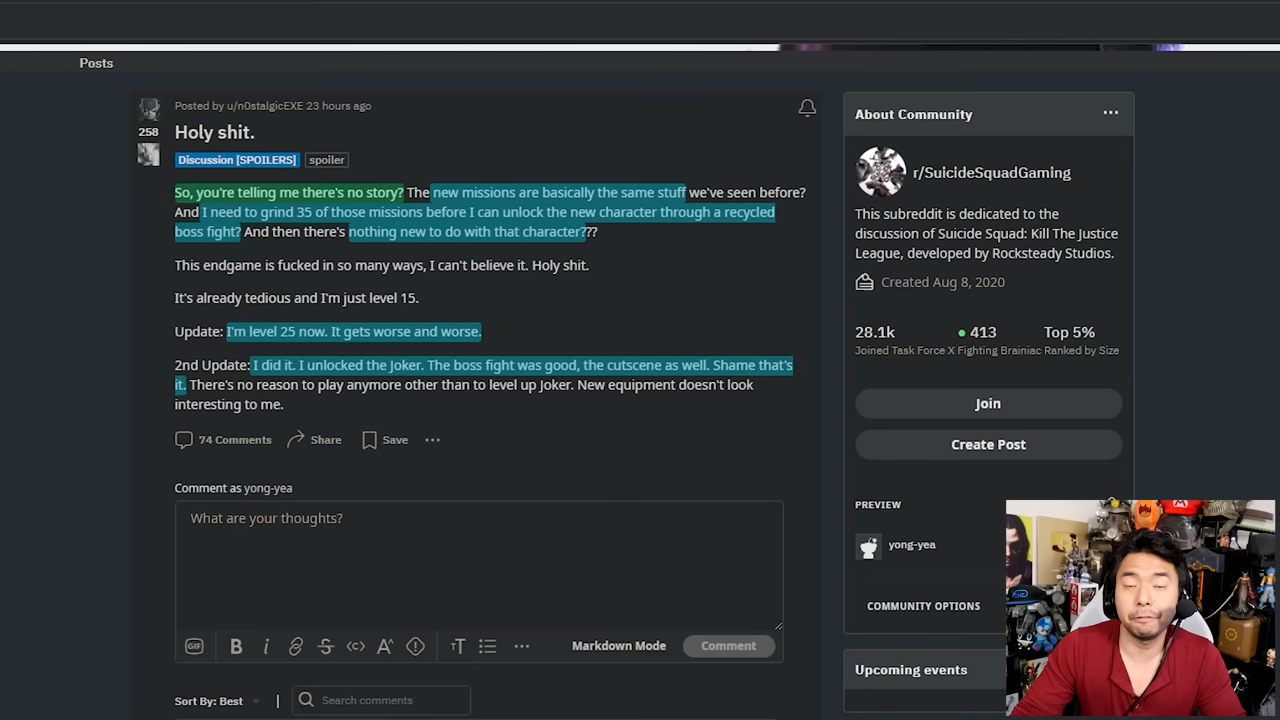 Posts
Posted by u/n0stalgicEXE 23 hours ago
258
Holy shit.
Discussion [SPOILERS] spoiler
So, you're telling me there's no story? The new missions are basically the same stuff we've seen before?
And I need to grind 35 of those missions before I can unlock the new character through a recycled
boss fight? And then there's nothing new to do with that character???
This endgame is fucked in so many ways, I can't believe it. Holy shit.
It's already tedious and I'm just level 15.
Update: I'm level 25 now. It gets worse and worse.
2nd Update: I did it. I unlocked the Joker. The boss fight was good, the cutscene as well. Shame that's
it. There's no reason to play anymore other than to level up Joker. New equipment doesn't look
interesting to me.
74 Comments Share Save
Comment as yong-yea
What are your thoughts?
GIF B i Markdown Mode Comment
Sort By: Best | Search comments
About Community
r/SuicideSquadGaming
This subreddit is dedicated to the
discussion of Suicide Squad: Kill The Justice
League, developed by Rocksteady Studios.
Created Aug 8, 2020
28.1k 413 Top 5%
Joined Task Force X Fighting Brainiac Ranked by Size
Join
Create Post
PREVIEW
yong-yea
COMMUNITY OPTIONS
Upcoming events